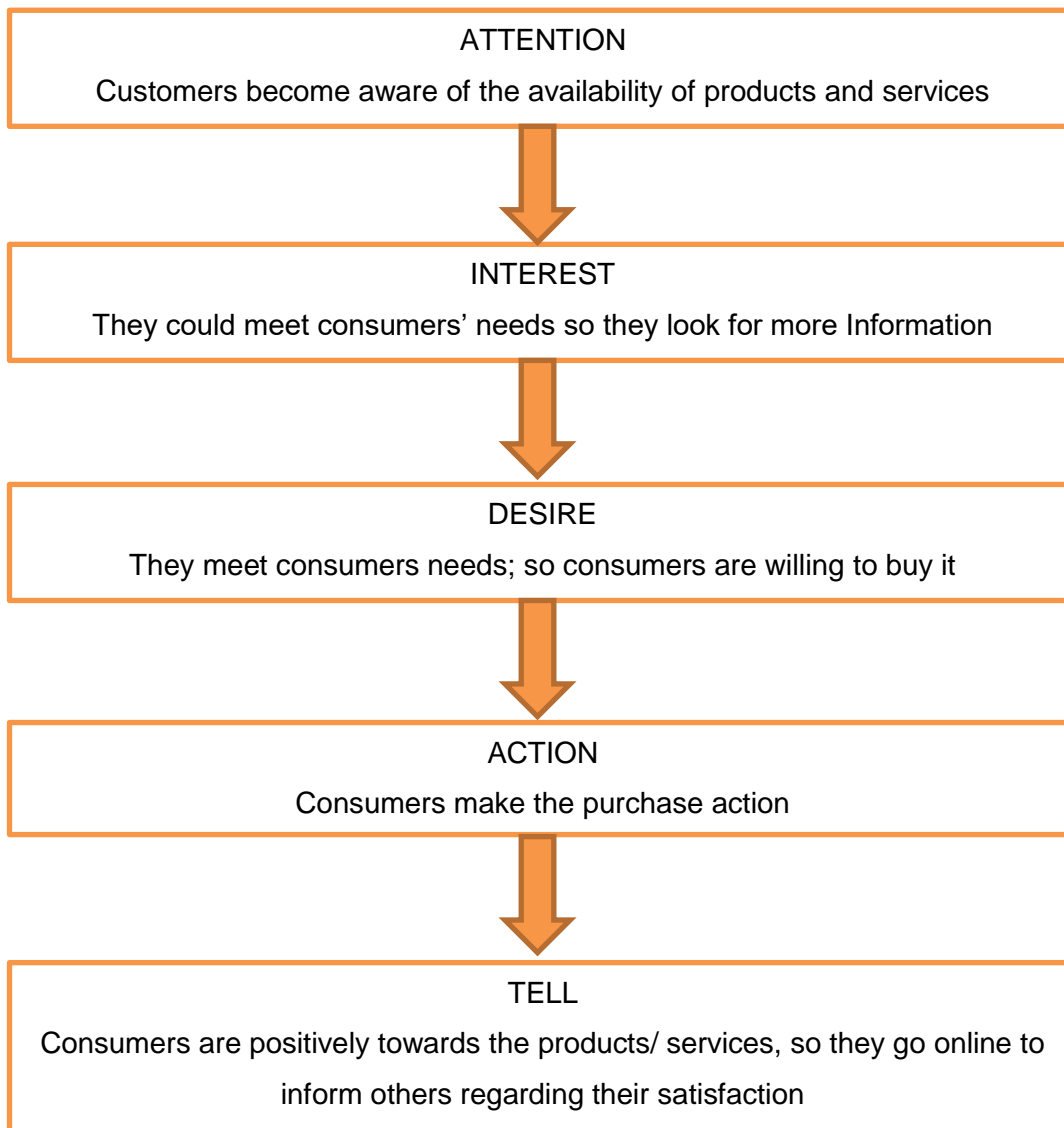 ATTENTION
Customers become aware of the availability of products and services
INTEREST
They could meet consumers’ needs so they look for more Information
DESIRE
They meet consumers needs; so consumers are willing to buy it
ACTION
Consumers make the purchase action
TELL
Consumers are positively towards the products/ services, so they go online to
inform others regarding their satisfaction